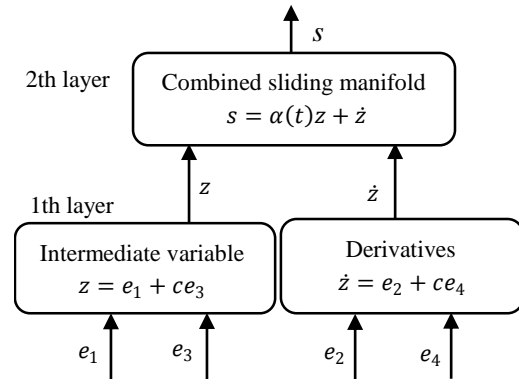 s
2th layer
Combined sliding manifold
s = α(t)z + ż
z
ż
1th layer
Intermediate variable
z = e₁ + ce₃
Derivatives
ż = e₂ + ce₄
e₁
e₃
e₂
e₄